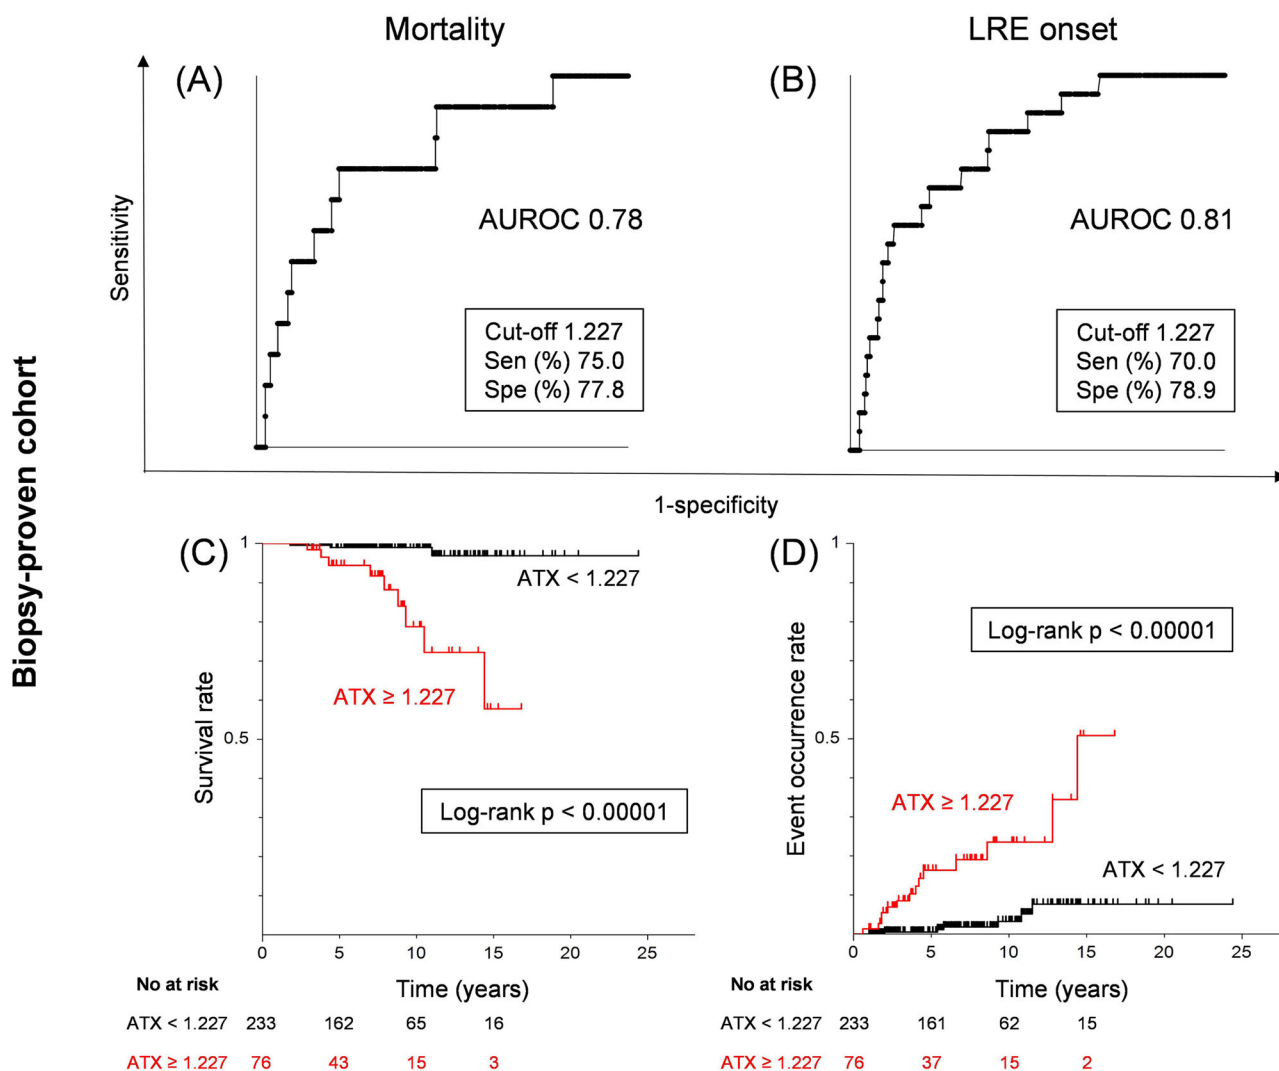 Mortality
LRE onset
(A)
(B)
Sensitivity
AUROC 0.78
AUROC 0.81
Cut-off 1.227
Sen (%) 75.0
Spe (%) 77.8
Cut-off 1.227
Sen (%) 70.0
Spe (%) 78.9
1-specificity
Biopsy-proven cohort
(C)
1
0.5
Survival rate
ATX < 1.227
ATX ≥ 1.227
Log-rank p < 0.00001
0 5 10 15 20 25
Time (years)
No at risk
ATX < 1.227 233 162 65 16
ATX ≥ 1.227 76 43 15 3
(D)
1
0.5
Event occurrence rate
Log-rank p < 0.00001
ATX ≥ 1.227
ATX < 1.227
0 5 10 15 20 25
Time (years)
No at risk
ATX < 1.227 233 161 62 15
ATX ≥ 1.227 76 37 15 2